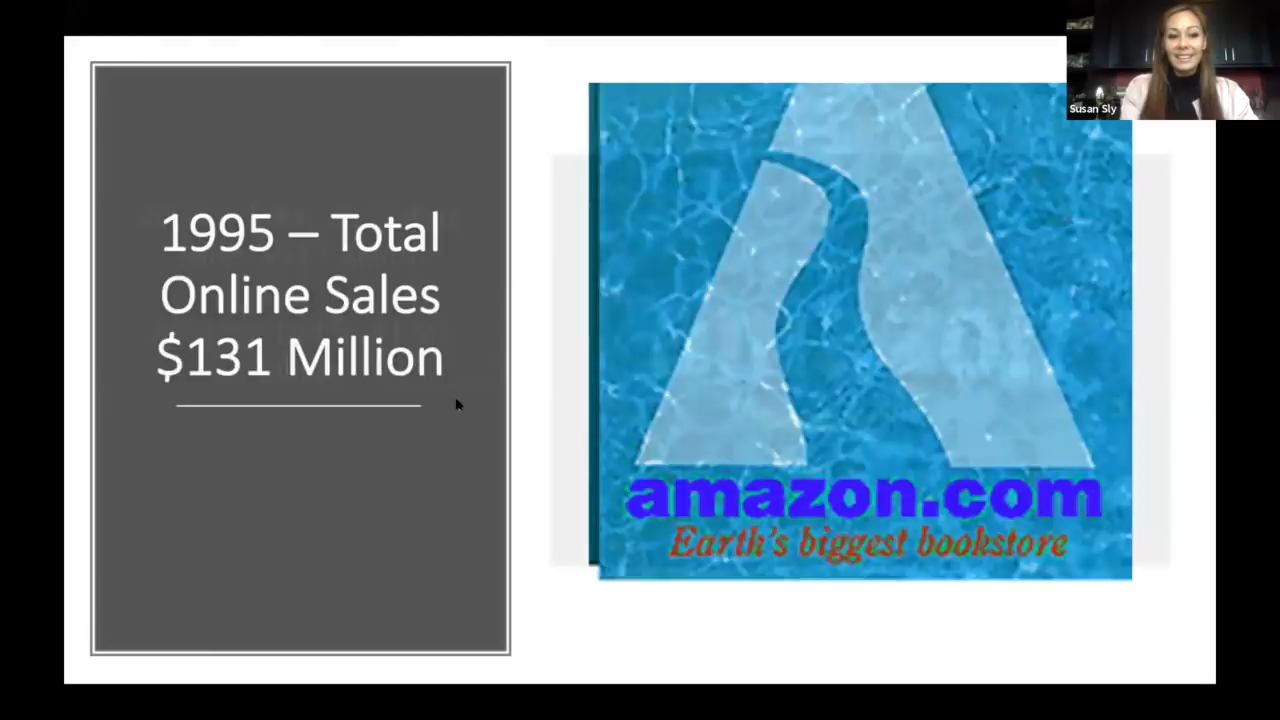 1995 – Total
Online Sales
$131 Million
amazon.com
Earth's biggest bookstore
Susan Sly